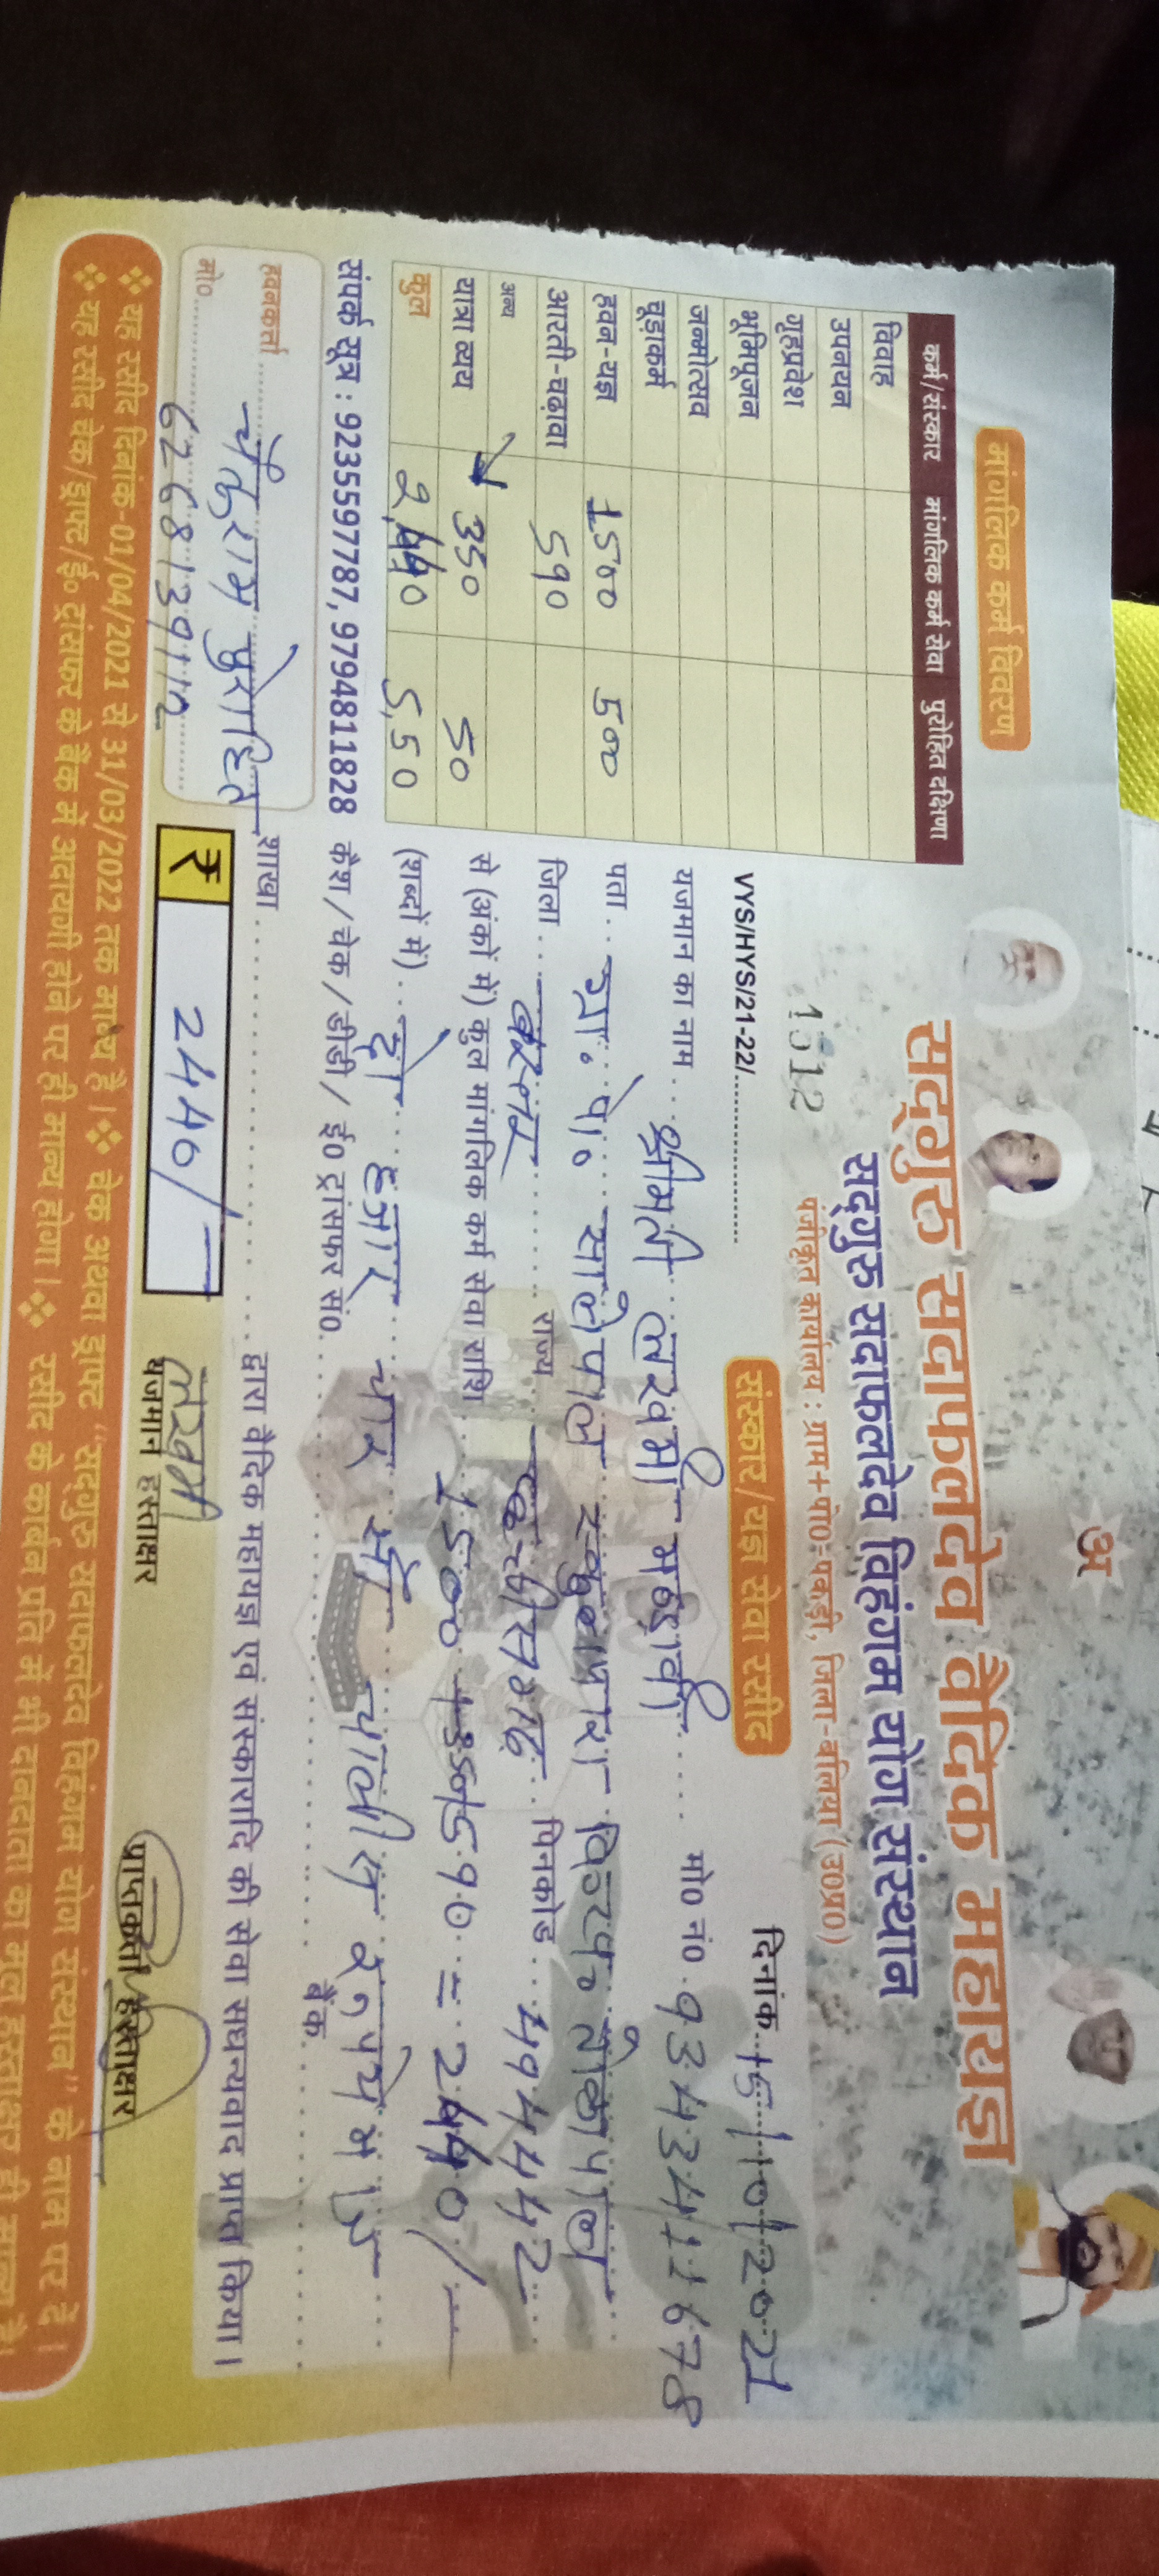 अ
सद्गुरु सदाफलदेव वैदिक महायज्ञ
सद्गुरु सदाफलदेव विहंगम योग संस्थान
पंजीकृत कार्यालय : ग्राम+पो०-पकड़ी, जिला-बलिया (उ०प्र०)
1512
संस्कार/यज्ञ सेवा रसीद
VYS/HYS/21-22/
दिनांक 15/10/2021
यजमान का नाम श्रीमती लखमी मण्डावी मो० नं० 9343411678
पता ग्रा. पो. सालेपाल स्कूलपारा वि.ख. तोकापाल
जिला बस्तर राज्य छत्तीसगढ़ पिनकोड 494442
से (अंकों में) कुल मांगलिक कर्म सेवा राशि 1500 +350+590 = 2440/-
(शब्दों में) दो हजार चार सौ चालीस रुपये मात्र
कैश/चेक/डीडी/ ई० ट्रांसफर सं०
बैंक
शाखा द्वारा वैदिक महायज्ञ एवं संस्कारादि की सेवा सधन्यवाद प्राप्त किया।
₹ 2440/-
लखमी
यजमान हस्ताक्षर
प्राप्तकर्ता हस्ताक्षर
मांगलिक कर्म विवरण
कर्म/संस्कार मांगलिक कर्म सेवा पुरोहित दक्षिणा
विवाह
उपनयन
गृहप्रवेश
भूमिपूजन
जन्मोत्सव
चूड़ाकर्म
हवन-यज्ञ 1500 500
आरती-चढ़ावा 590
अन्य
यात्रा व्यय 350 50
कुल 2,440 5,50
संपर्क सूत्र : 9235597787, 9794811828
हवनकर्ता चैतूराम पुरोहित
मो० 6268139112
❖ यह रसीद दिनांक-01/04/2021 से 31/03/2022 तक मान्य है। ❖ चेक अथवा ड्राफ्ट "सद्गुरु सदाफलदेव विहंगम योग संस्थान" के नाम पर दें।
❖ यह रसीद चेक/ड्राफ्ट/ई० ट्रांसफर के बैंक में अदायगी होने पर ही मान्य होगा। ❖ रसीद के कार्बन प्रति में भी दानदाता का मूल हस्ताक्षर ही मान्य है।